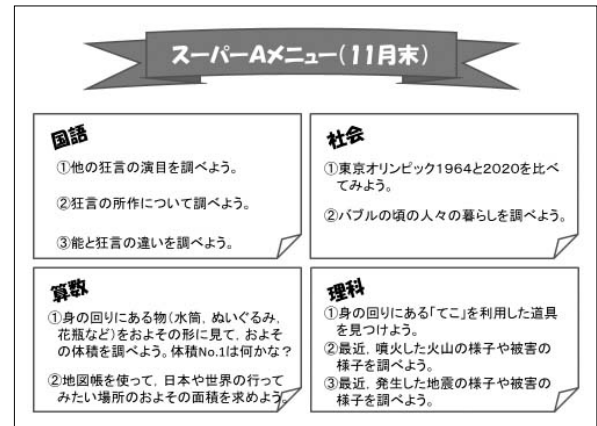 スーパーAメニュー(11月末)
国語
①他の狂言の演目を調べよう。
②狂言の所作について調べよう。
③能と狂言の違いを調べよう。
社会
①東京オリンピック1964と2020を比べ
てみよう。
②バブルの頃の人々の暮らしを調べよう。
算数
①身の回りにある物(水筒，ぬいぐるみ，
花瓶など)をおよその形に見て，およそ
の体積を調べよう。体積No.1は何かな？
②地図帳を使って，日本や世界の行って
みたい場所のおよその面積を求めよう。
理科
①身の回りにある「てこ」を利用した道具
を見つけよう。
②最近，噴火した火山の様子や被害の
様子を調べよう。
③最近，発生した地震の様子や被害の
様子を調べよう。